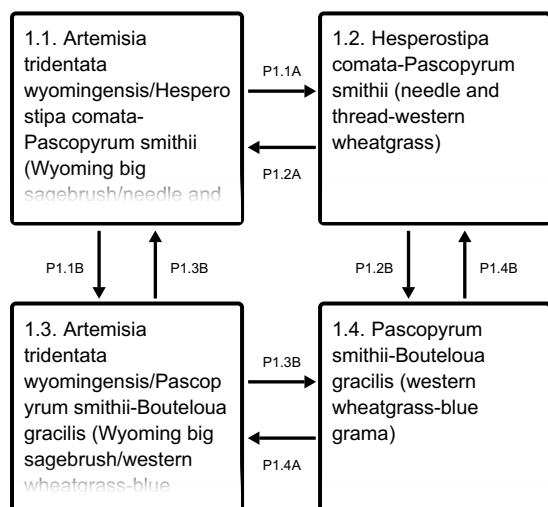 1.1. Artemisia
tridentata
wyomingensis/Hespero
stipa comata-
Pascopyrum smithii
(Wyoming big
sagebrush/needle and
P1.1A
P1.2A
1.2. Hesperostipa
comata-Pascopyrum
smithii (needle and
thread-western
wheatgrass)
P1.1B
P1.3B
P1.2B
P1.4B
1.3. Artemisia
tridentata
wyomingensis/Pascop
yrum smithii-Bouteloua
gracilis (Wyoming big
sagebrush/western
wheatgrass-blue
P1.3B
P1.4A
1.4. Pascopyrum
smithii-Bouteloua
gracilis (western
wheatgrass-blue
grama)